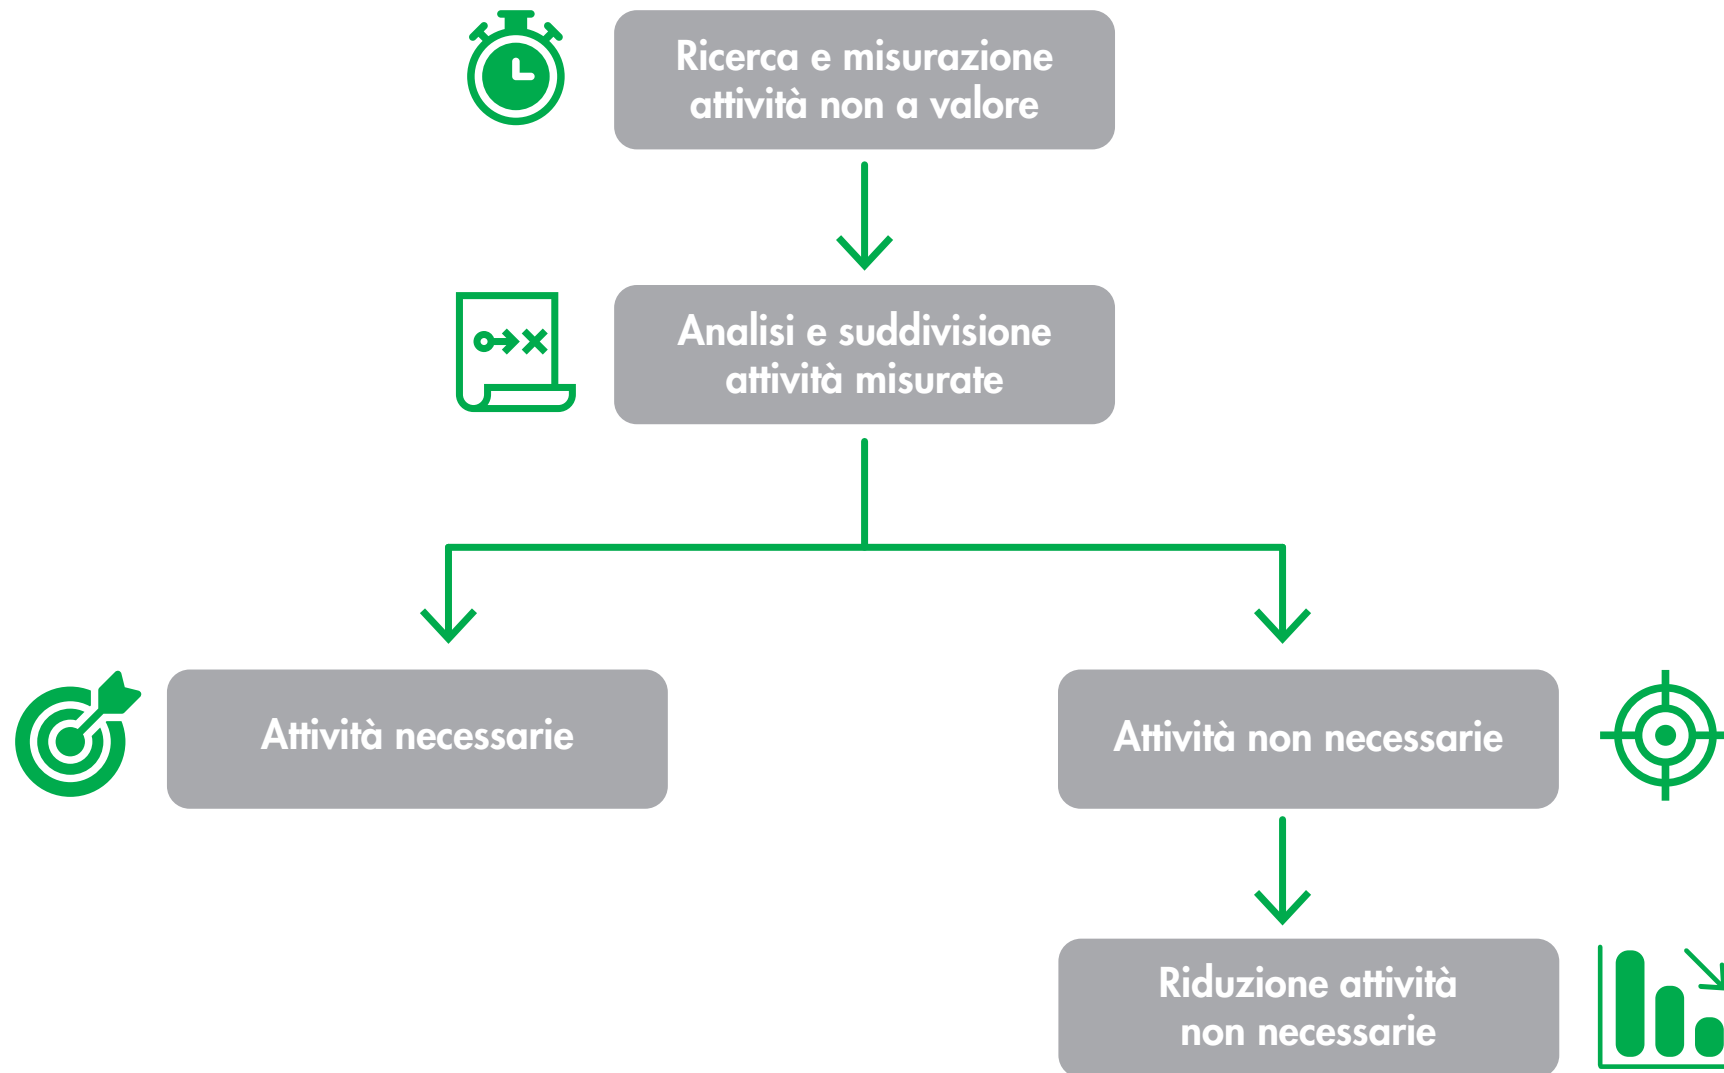 Ricerca e misurazione
attività non a valore
Analisi e suddivisione
attività misurate
Attività necessarie
Attività non necessarie
Riduzione attività
non necessarie